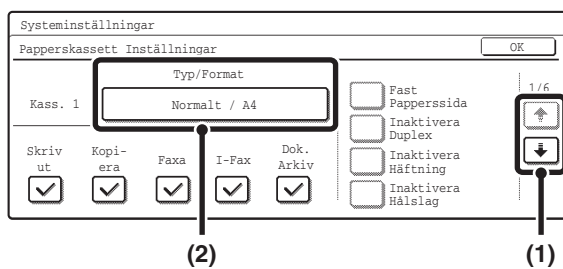 Systeminställningar
Papperskassett Inställningar
OK
Typ/Format
Kass. 1
Normalt / A4
Fast
Papperssida
Inaktivera
Duplex
Inaktivera
Häftning
Inaktivera
Hålslag
1/6
Skriv
ut
Kopi-
era
Faxa
I-Fax
Dok.
Arkiv
(2)
(1)